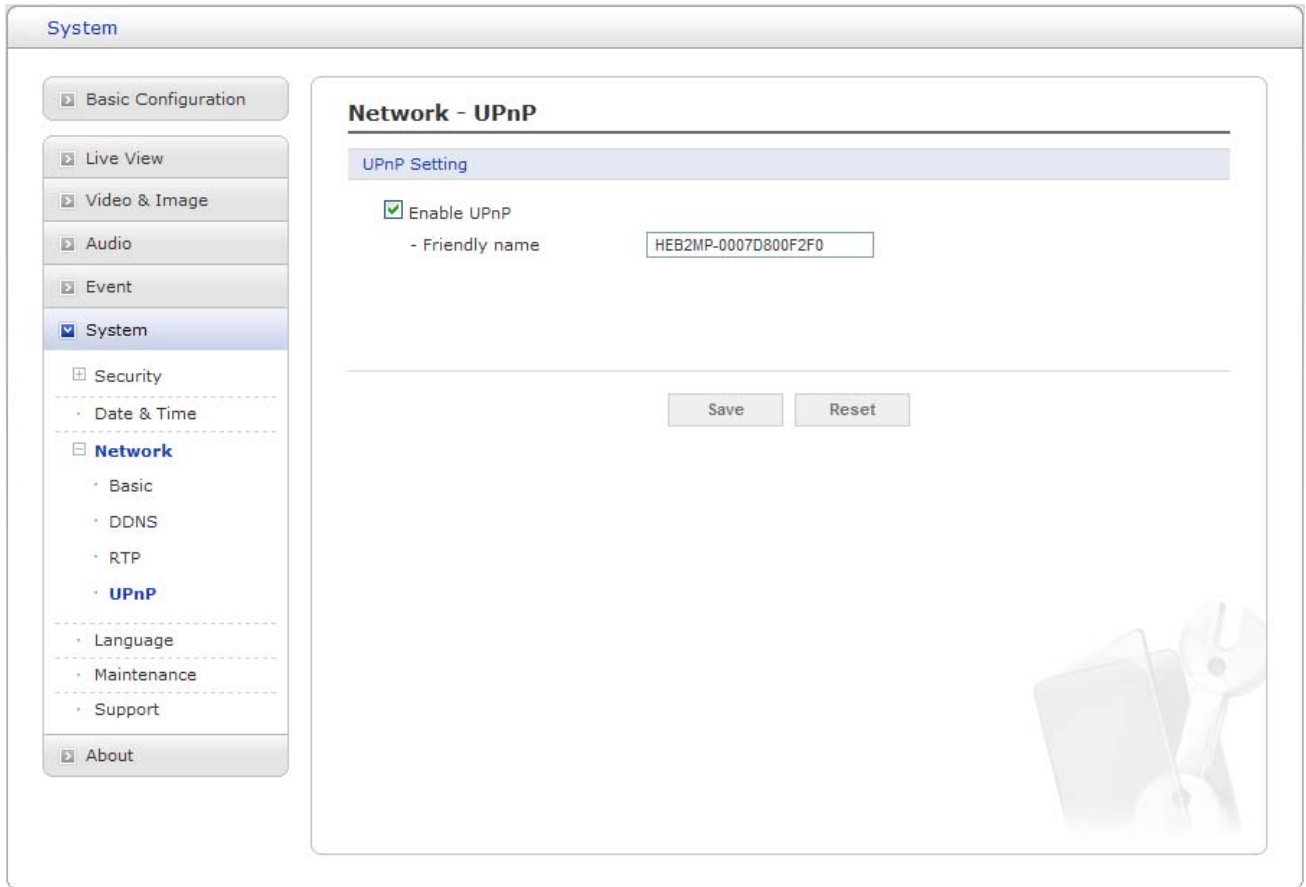 System
Basic Configuration
Live View
Video & Image
Audio
Event
System
Security
Date & Time
Network
Basic
DDNS
RTP
UPnP
Language
Maintenance
Support
About
Network - UPnP
UPnP Setting
Enable UPnP
- Friendly name HEB2MP-0007D800F2F0
Save Reset